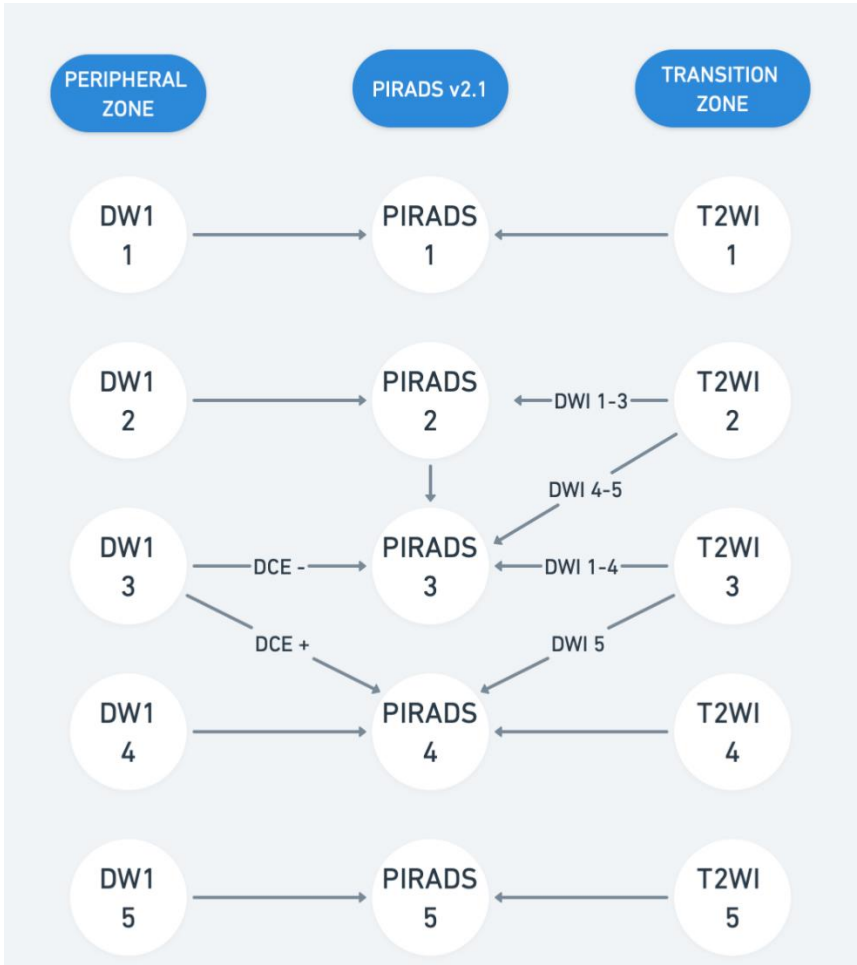 PERIPHERAL
ZONE
PIRADS v2.1
TRANSITION
ZONE
DW1
1
PIRADS
1
T2WI
1
DW1
2
PIRADS
2
DWI 1-3
T2WI
2
DWI 4-5
DW1
3
DCE -
PIRADS
3
DWI 1-4
T2WI
3
DCE +
DWI 5
DW1
4
PIRADS
4
T2WI
4
DW1
5
PIRADS
5
T2WI
5